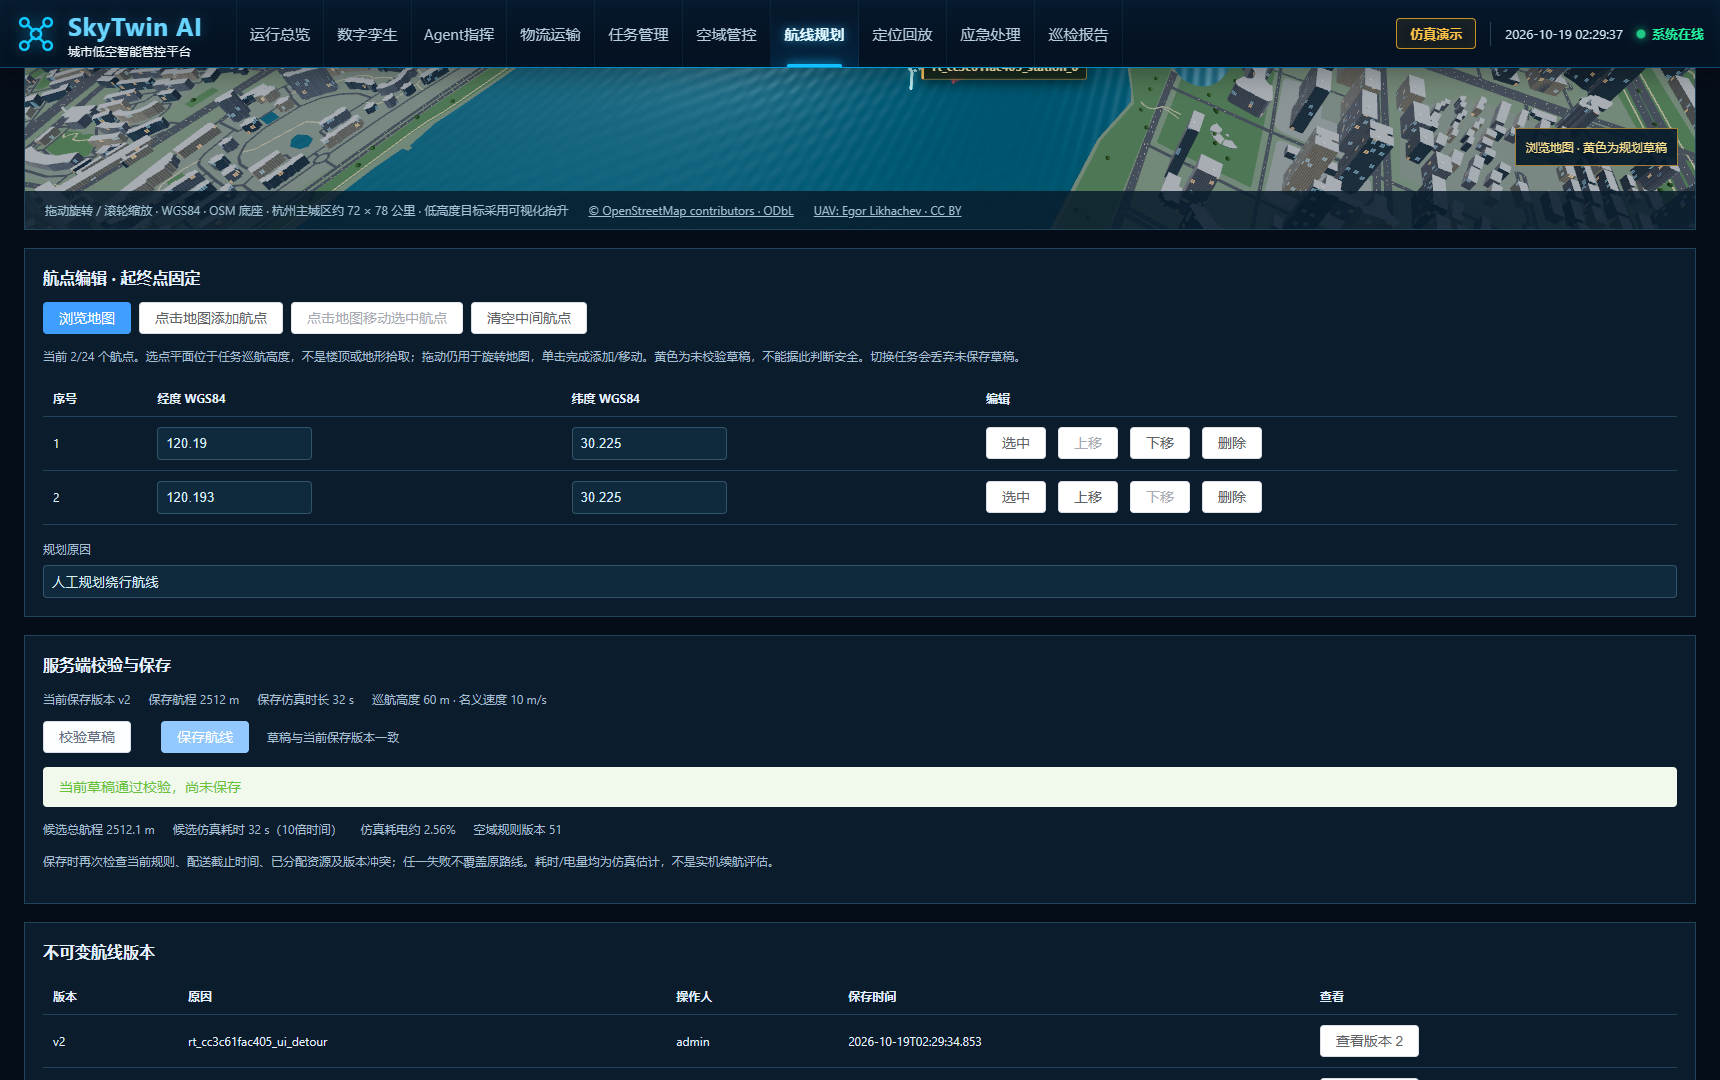 SkyTwin AI
城市低空智能管控平台
运行总览
数字孪生
Agent指挥
物流运输
任务管理
空域管控
航线规划
定位回放
应急处理
巡检报告
仿真演示
2026-10-19 02:29:37
系统在线
浏览地图 · 黄色为规划草稿
拖动旋转 / 滚轮缩放 · WGS84 · OSM 底座 · 杭州主城区约 72 × 78 公里 · 低高度目标采用可视化抬升
© OpenStreetMap contributors · ODbL
UAV: Egor Likhachev · CC BY
航点编辑 · 起终点固定
浏览地图
点击地图添加航点
点击地图移动选中航点
清空中间航点
当前 2/24 个航点。选点平面位于任务巡航高度，不是楼顶或地形拾取；拖动仍用于旋转地图，单击完成添加/移动。黄色为未校验草稿，不能据此判断安全。切换任务会丢弃未保存草稿。
序号 经度 WGS84 纬度 WGS84 编辑
1 120.19 30.225 选中 上移 下移 删除
2 120.193 30.225 选中 上移 下移 删除
规划原因
人工规划绕行航线
服务端校验与保存
当前保存版本 v2 保存航程 2512 m 保存仿真时长 32 s 巡航高度 60 m · 名义速度 10 m/s
校验草稿 保存航线 草稿与当前保存版本一致
当前草稿通过校验，尚未保存
候选总航程 2512.1 m 候选仿真耗时 32 s（10倍时间） 仿真耗电约 2.56% 空域规则版本 51
保存时再次检查当前规则、配送截止时间、已分配资源及版本冲突；任一失败不覆盖原路线。耗时/电量均为仿真估计，不是实机续航评估。
不可变航线版本
版本 原因 操作人 保存时间 查看
v2 rt_cc3c61fac405_ui_detour admin 2026-10-19T02:29:34.853 查看版本 2